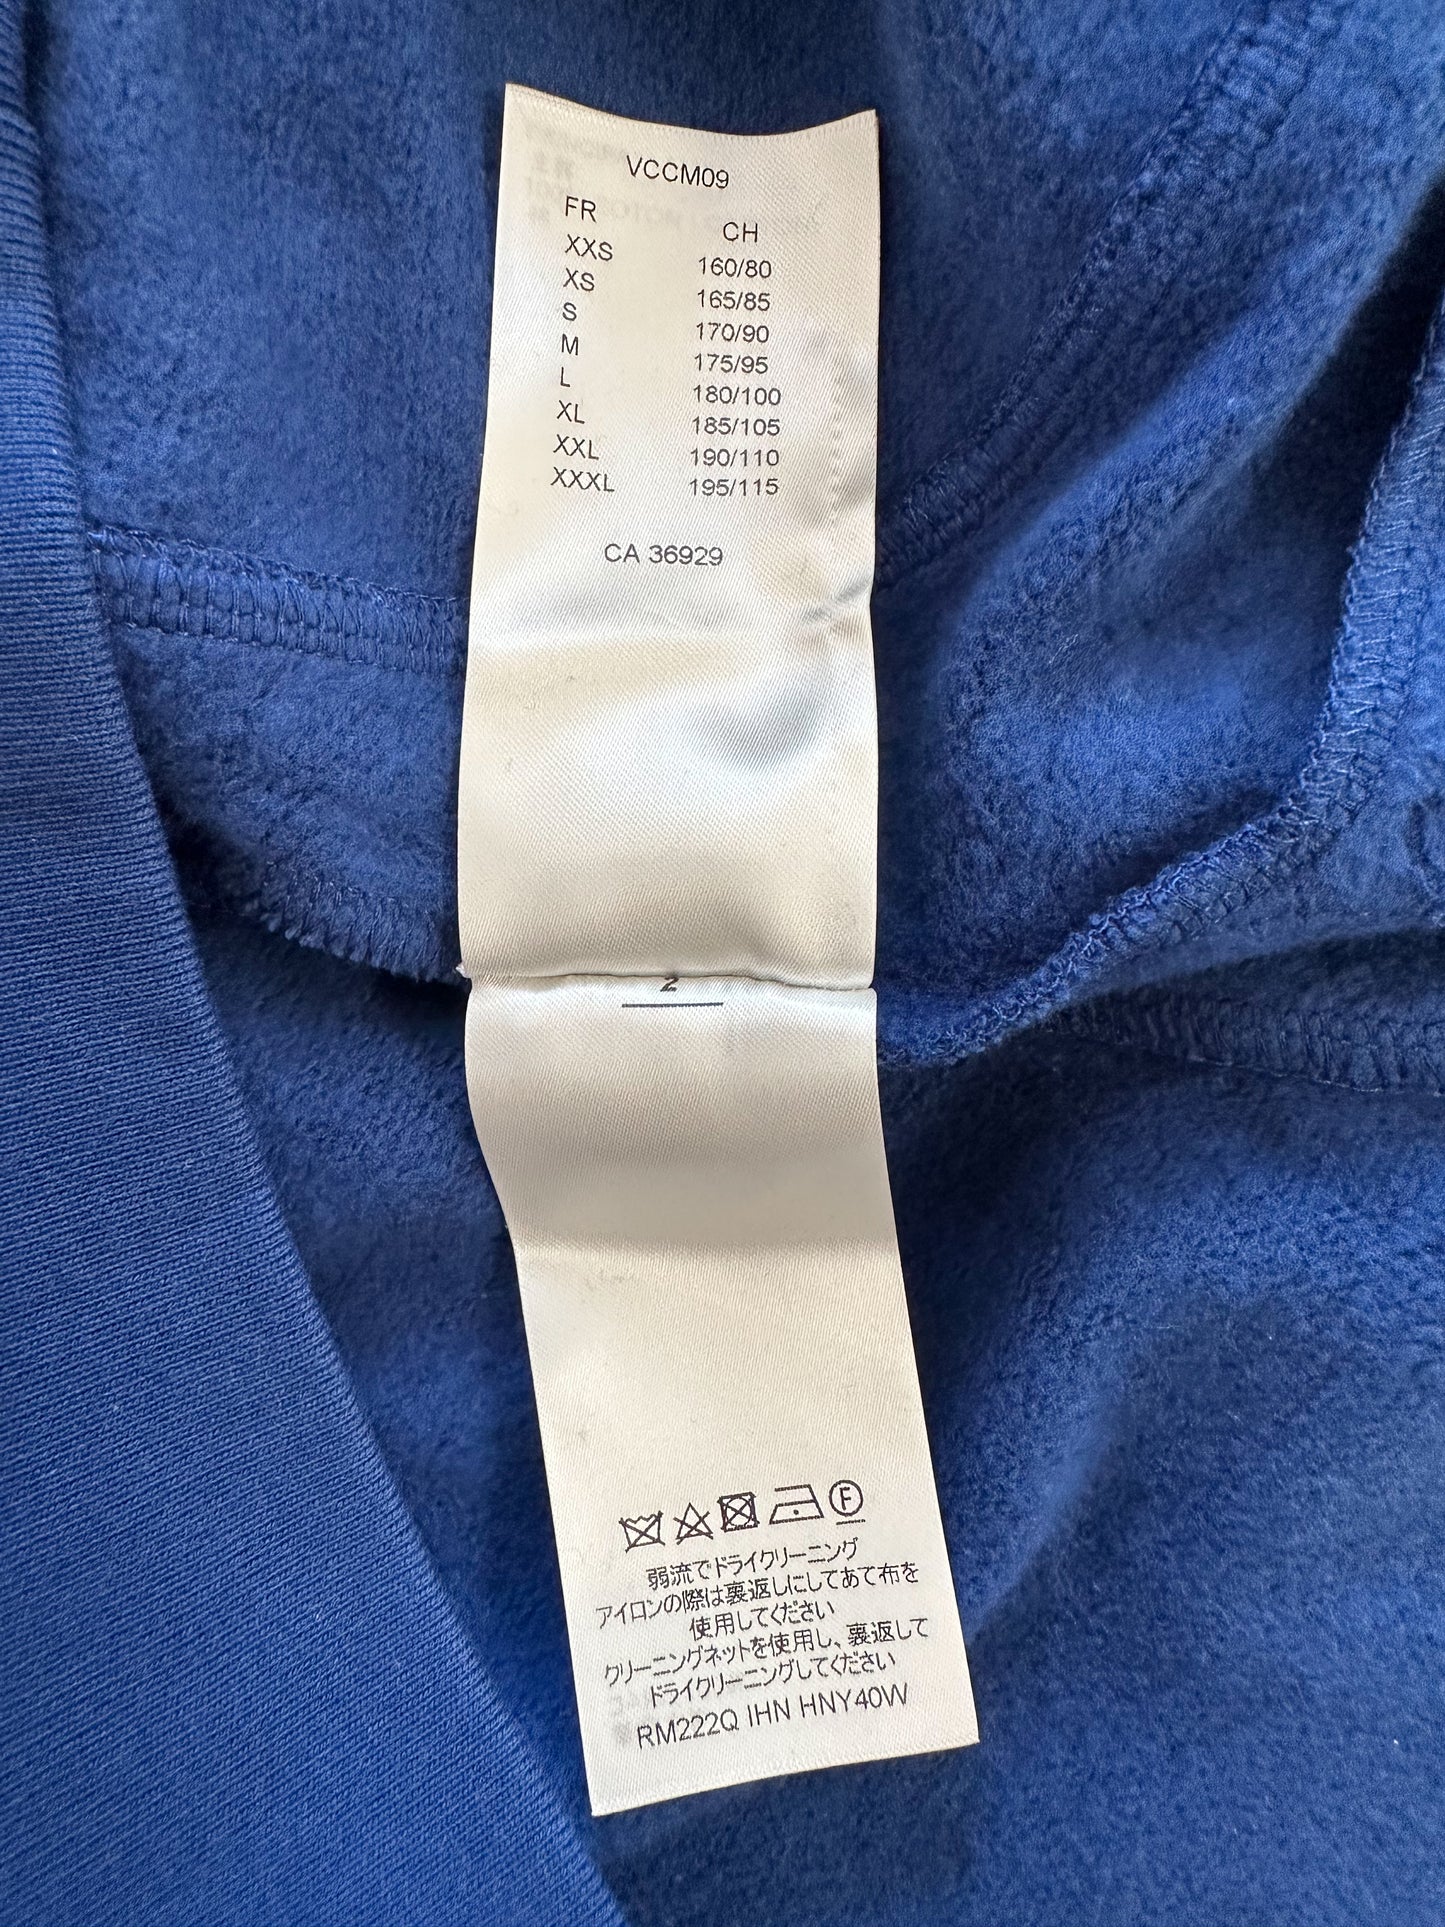 VCCM09
FR CH
XXS 160/80
XS 165/85
S 170/90
M 175/95
L 180/100
XL 185/105
XXL 190/110
XXXL 195/115
CA 36929
2
F
弱流でドライクリーニング
アイロンの際は裏返しにしてあて布を
使用してください
クリーニングネットを使用し、裏返して
ドライクリーニングしてください
RM222Q IHN HNY40W